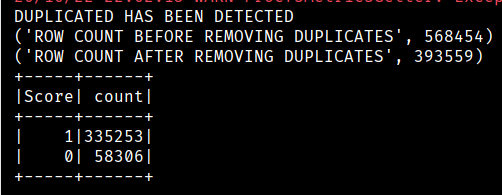 DUPLICATED HAS BEEN DETECTED
('ROW COUNT BEFORE REMOVING DUPLICATES', 568454)
('ROW COUNT AFTER REMOVING DUPLICATES', 393559)
+-----+------+
|Score| count|
+-----+------+
|    1|335253|
|    0| 58306|
+-----+------+